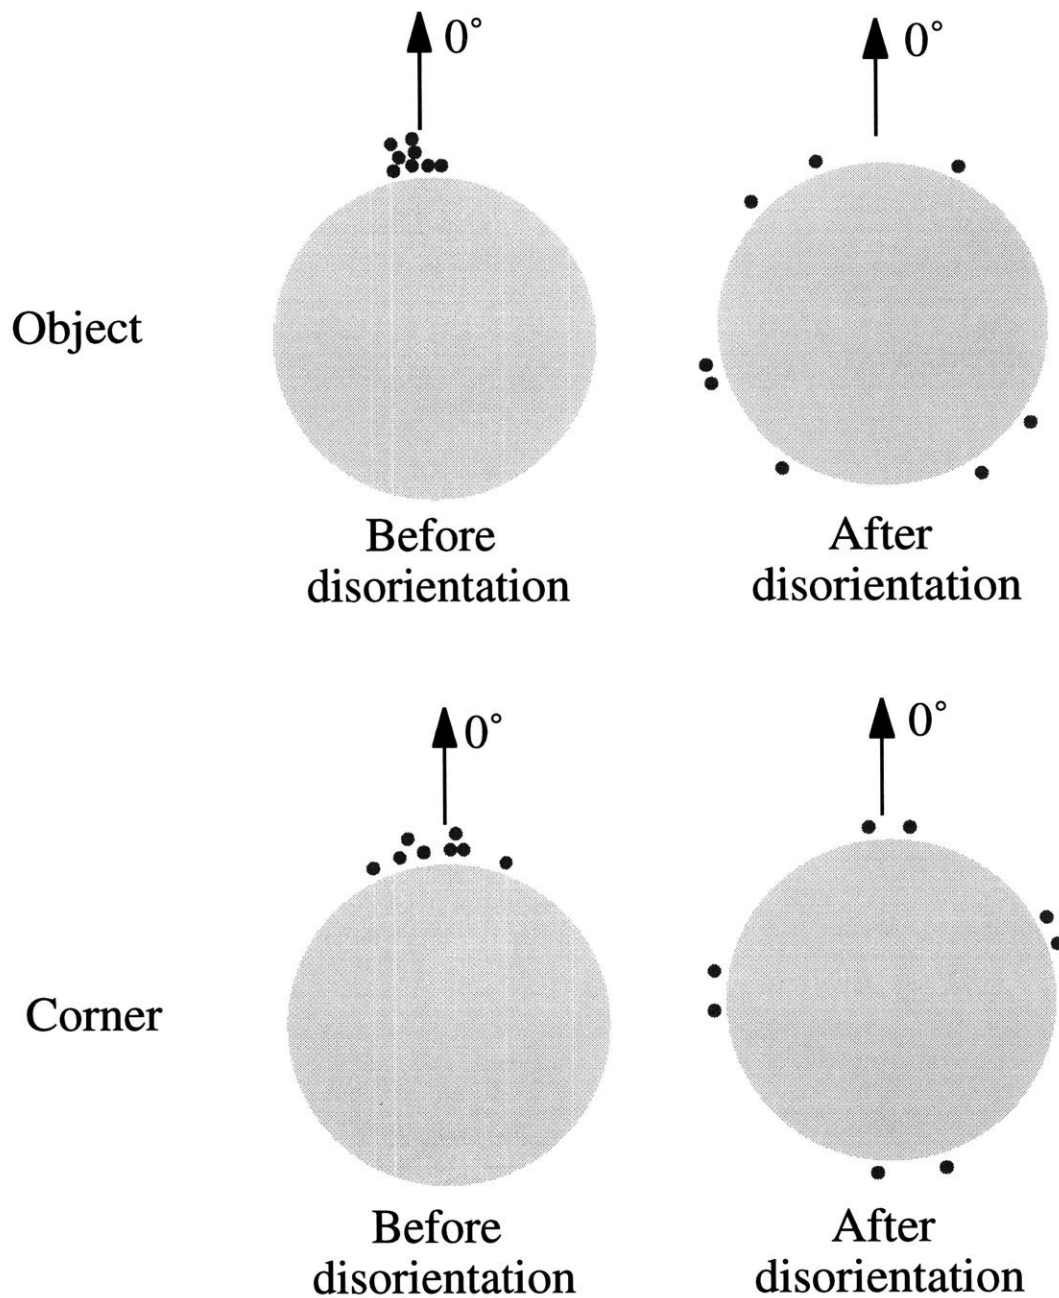 0°
0°
Object
Before
disorientation
After
disorientation
0°
0°
Corner
Before
disorientation
After
disorientation